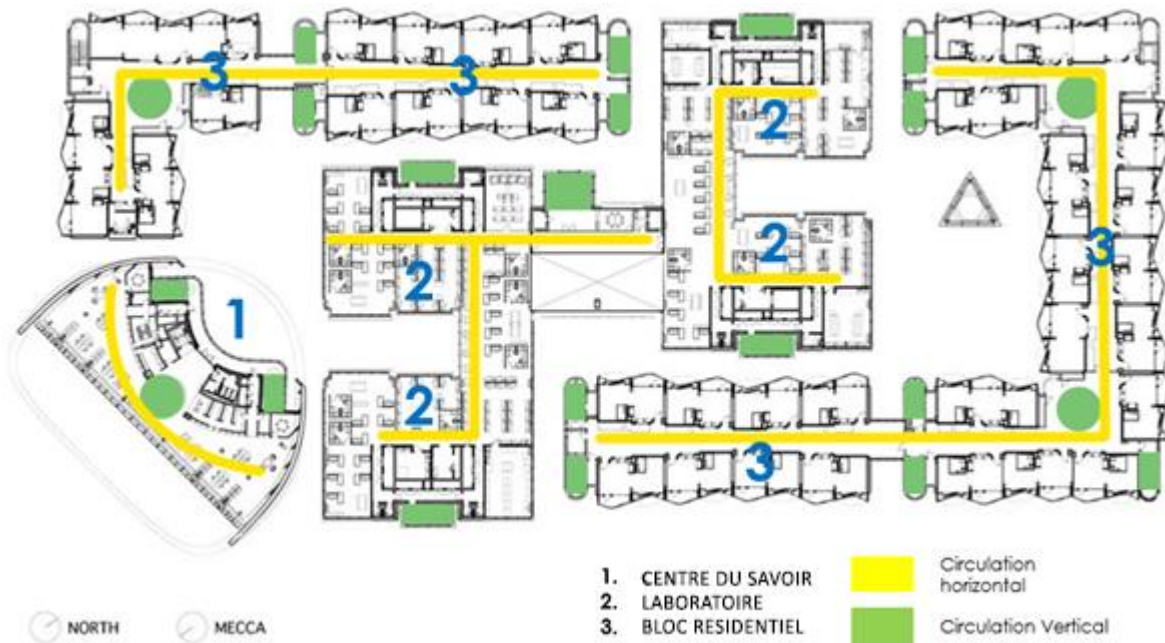 3
3
2
3
2
2
1
2
3
1. CENTRE DU SAVOIR
2. LABORATOIRE
3. BLOC RESIDENTIEL
Circulation
horizontal
Circulation Vertical
NORTH
MECCA